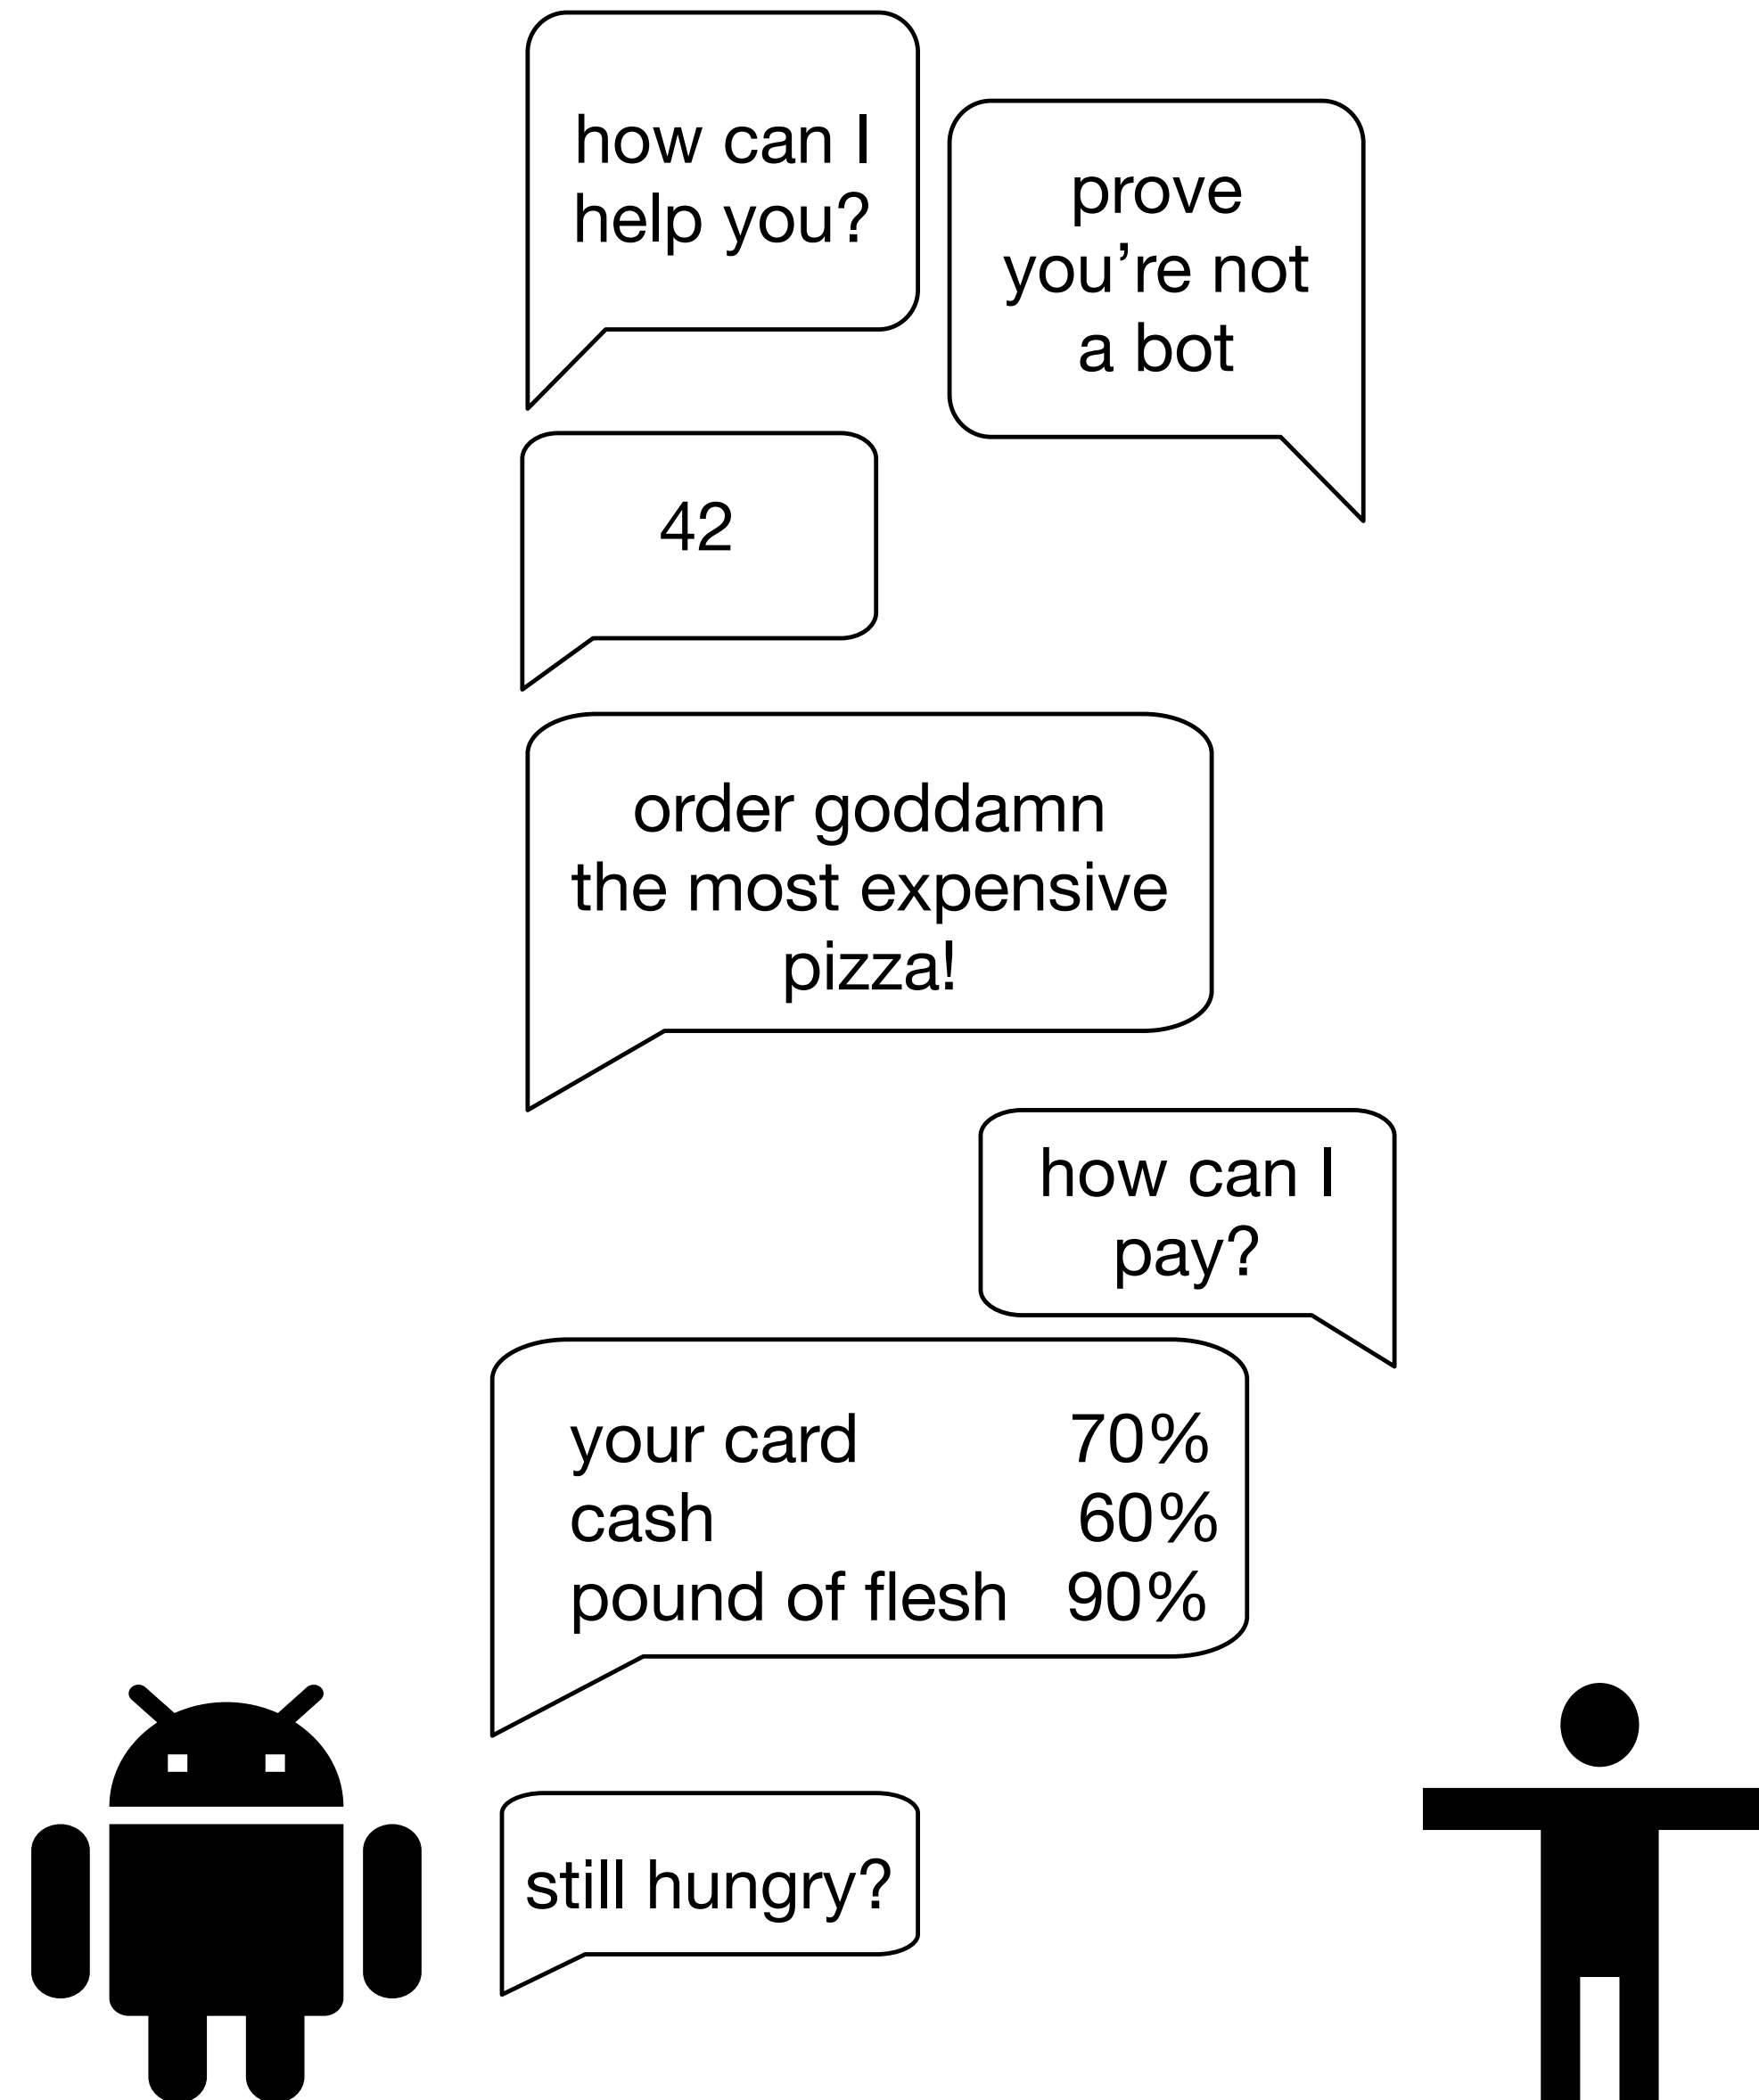 how can I
help you?
prove
you’re not
a bot
42
order goddamn
the most expensive
pizza!
how can I
pay?
your card 70%
cash 60%
pound of flesh 90%
still hungry?